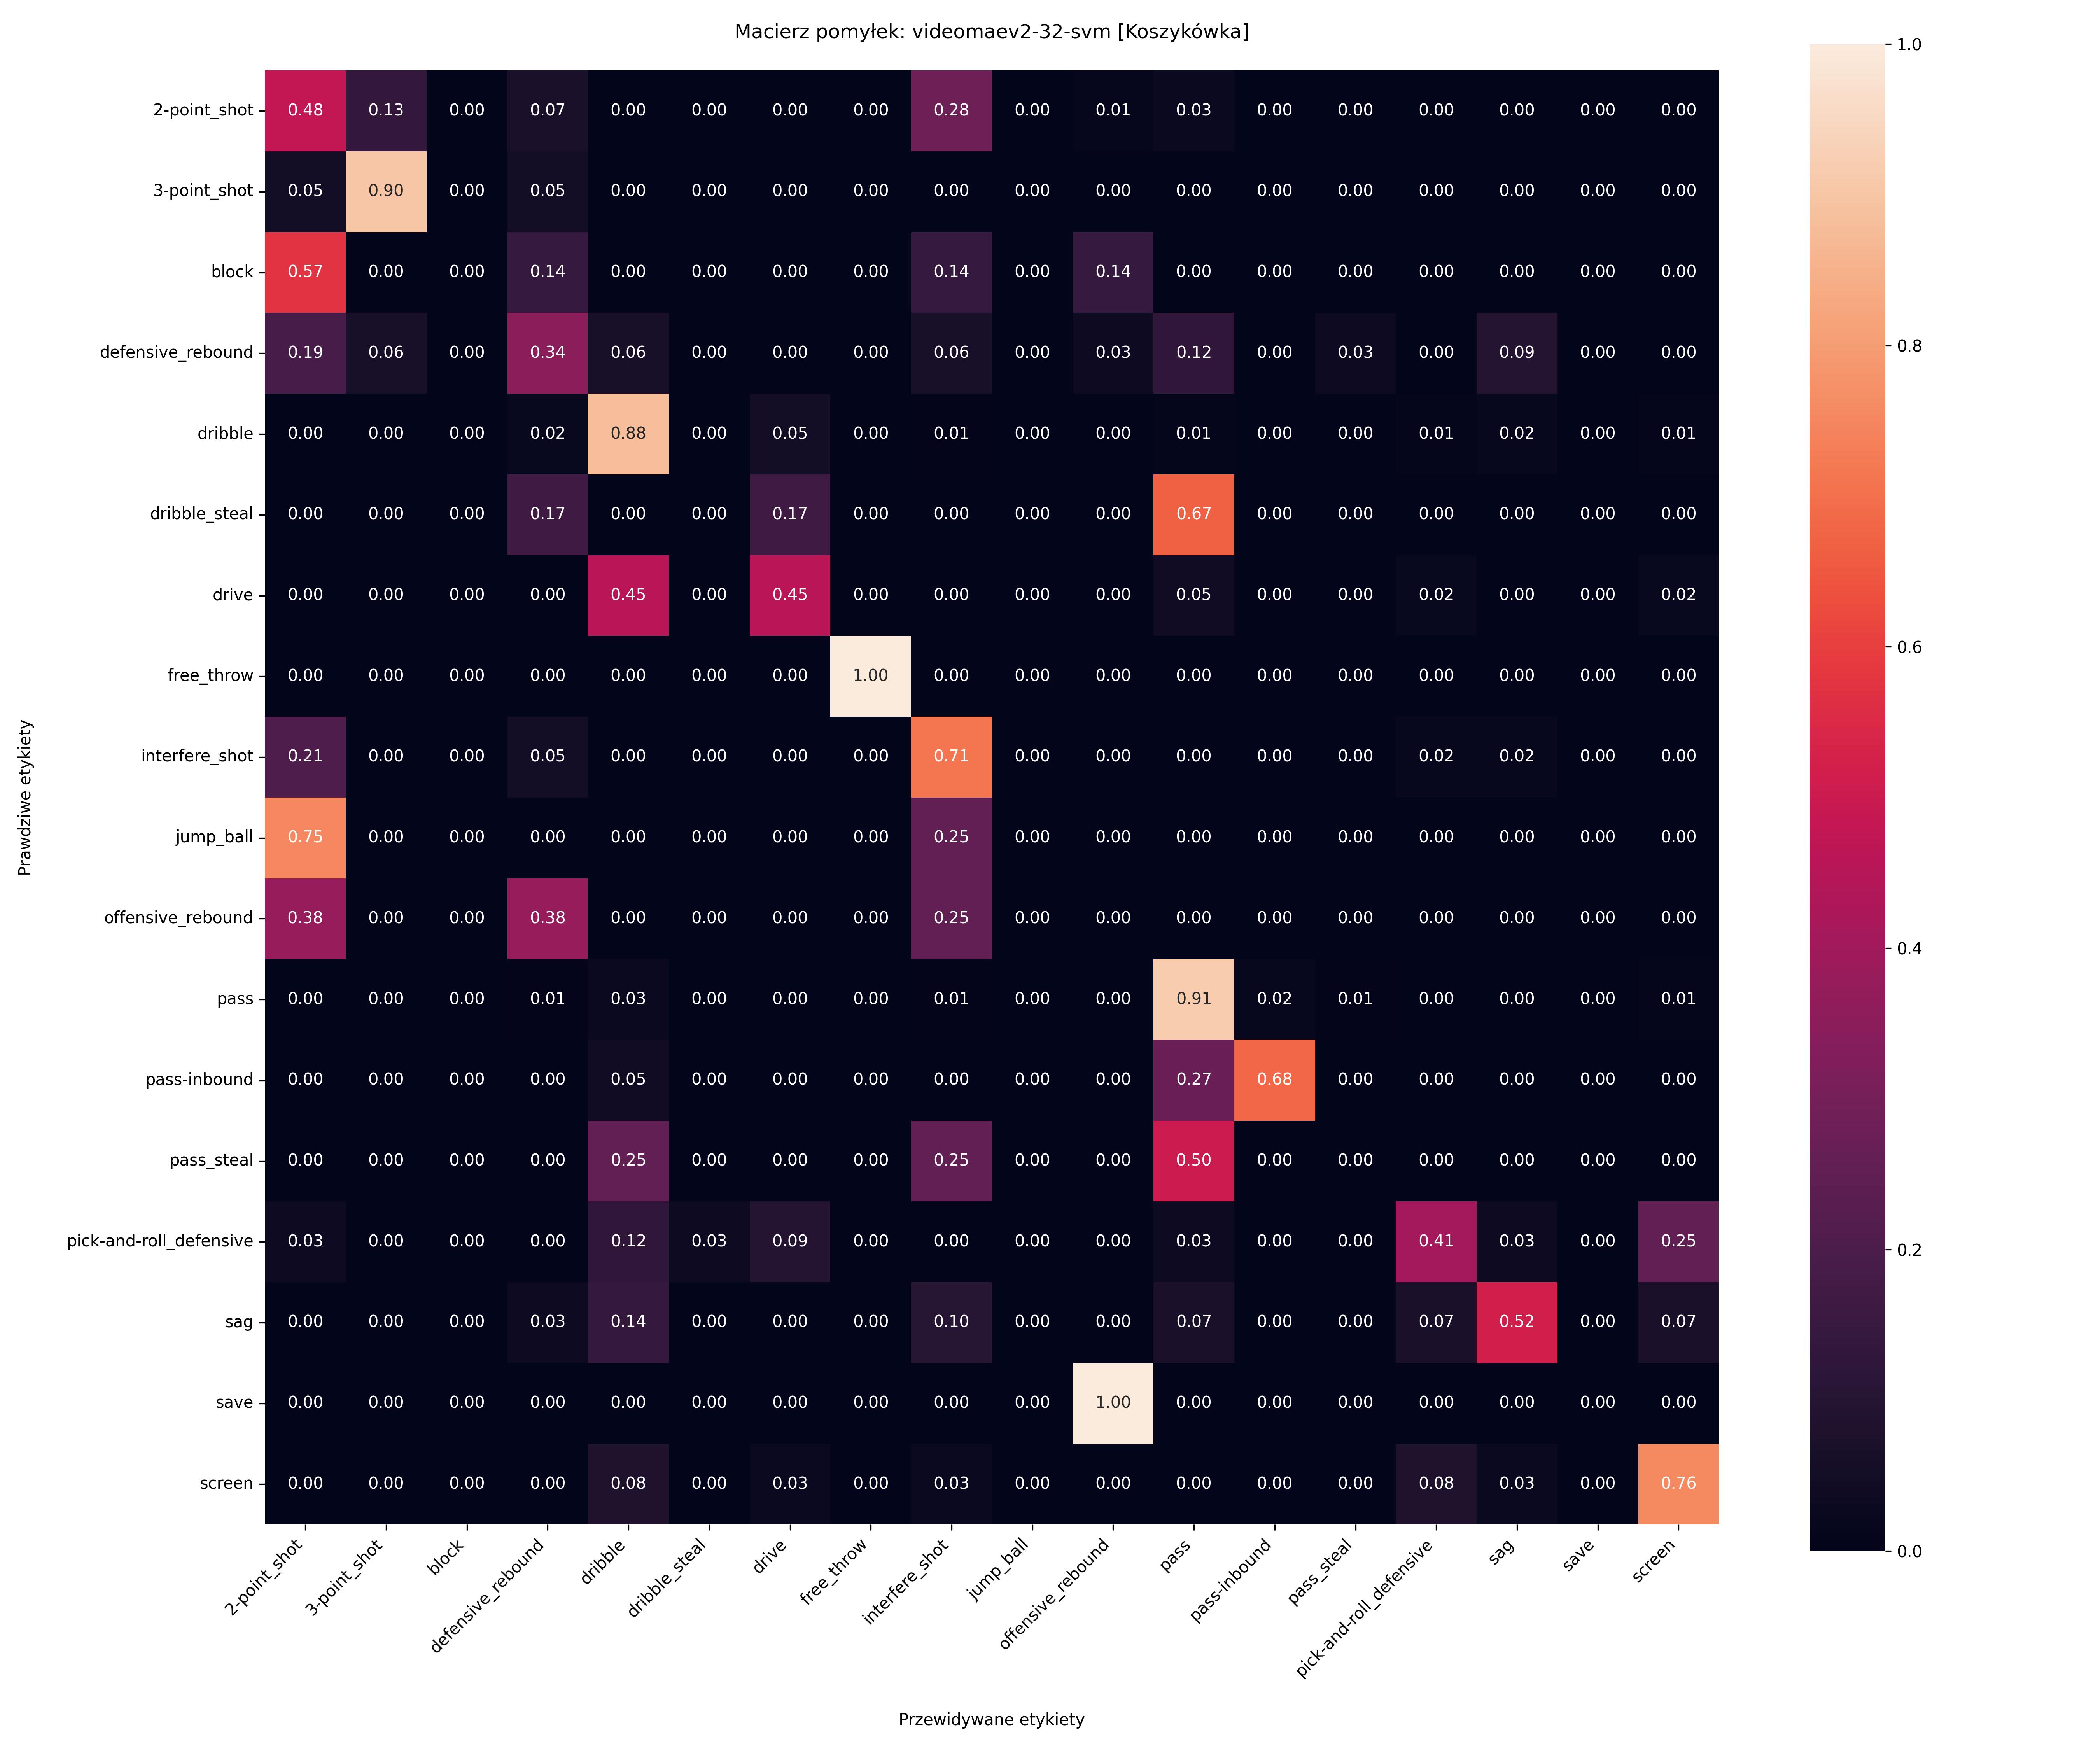 Macierz pomyłek: videomaev2-32-svm [Koszykówka]
1.0
2-point_shot 0.48 0.13 0.00 0.07 0.00 0.00 0.00 0.00 0.28 0.00 0.01 0.03 0.00 0.00 0.00 0.00 0.00 0.00
3-point_shot 0.05 0.90 0.00 0.05 0.00 0.00 0.00 0.00 0.00 0.00 0.00 0.00 0.00 0.00 0.00 0.00 0.00 0.00
block 0.57 0.00 0.00 0.14 0.00 0.00 0.00 0.00 0.14 0.00 0.14 0.00 0.00 0.00 0.00 0.00 0.00 0.00
0.8
defensive_rebound 0.19 0.06 0.00 0.34 0.06 0.00 0.00 0.00 0.06 0.00 0.03 0.12 0.00 0.03 0.00 0.09 0.00 0.00
dribble 0.00 0.00 0.00 0.02 0.88 0.00 0.05 0.00 0.01 0.00 0.00 0.01 0.00 0.00 0.01 0.02 0.00 0.01
dribble_steal 0.00 0.00 0.00 0.17 0.00 0.00 0.17 0.00 0.00 0.00 0.00 0.67 0.00 0.00 0.00 0.00 0.00 0.00
drive 0.00 0.00 0.00 0.00 0.45 0.00 0.45 0.00 0.00 0.00 0.00 0.05 0.00 0.00 0.02 0.00 0.00 0.02
0.6
free_throw 0.00 0.00 0.00 0.00 0.00 0.00 0.00 1.00 0.00 0.00 0.00 0.00 0.00 0.00 0.00 0.00 0.00 0.00
interfere_shot 0.21 0.00 0.00 0.05 0.00 0.00 0.00 0.00 0.71 0.00 0.00 0.00 0.00 0.00 0.02 0.02 0.00 0.00
Prawdziwe etykiety
jump_ball 0.75 0.00 0.00 0.00 0.00 0.00 0.00 0.00 0.25 0.00 0.00 0.00 0.00 0.00 0.00 0.00 0.00 0.00
offensive_rebound 0.38 0.00 0.00 0.38 0.00 0.00 0.00 0.00 0.25 0.00 0.00 0.00 0.00 0.00 0.00 0.00 0.00 0.00
0.4
pass 0.00 0.00 0.00 0.01 0.03 0.00 0.00 0.00 0.01 0.00 0.00 0.91 0.02 0.01 0.00 0.00 0.00 0.01
pass-inbound 0.00 0.00 0.00 0.00 0.05 0.00 0.00 0.00 0.00 0.00 0.00 0.27 0.68 0.00 0.00 0.00 0.00 0.00
pass_steal 0.00 0.00 0.00 0.00 0.25 0.00 0.00 0.00 0.25 0.00 0.00 0.50 0.00 0.00 0.00 0.00 0.00 0.00
pick-and-roll_defensive 0.03 0.00 0.00 0.00 0.12 0.03 0.09 0.00 0.00 0.00 0.00 0.03 0.00 0.00 0.41 0.03 0.00 0.25
0.2
sag 0.00 0.00 0.00 0.03 0.14 0.00 0.00 0.00 0.10 0.00 0.00 0.07 0.00 0.00 0.07 0.52 0.00 0.07
save 0.00 0.00 0.00 0.00 0.00 0.00 0.00 0.00 0.00 0.00 1.00 0.00 0.00 0.00 0.00 0.00 0.00 0.00
screen 0.00 0.00 0.00 0.00 0.08 0.00 0.03 0.00 0.03 0.00 0.00 0.00 0.00 0.00 0.08 0.03 0.00 0.76
0.0
2-point_shot 3-point_shot block defensive_rebound dribble dribble_steal drive free_throw interfere_shot jump_ball offensive_rebound pass pass-inbound pass_steal pick-and-roll_defensive sag save screen
Przewidywane etykiety